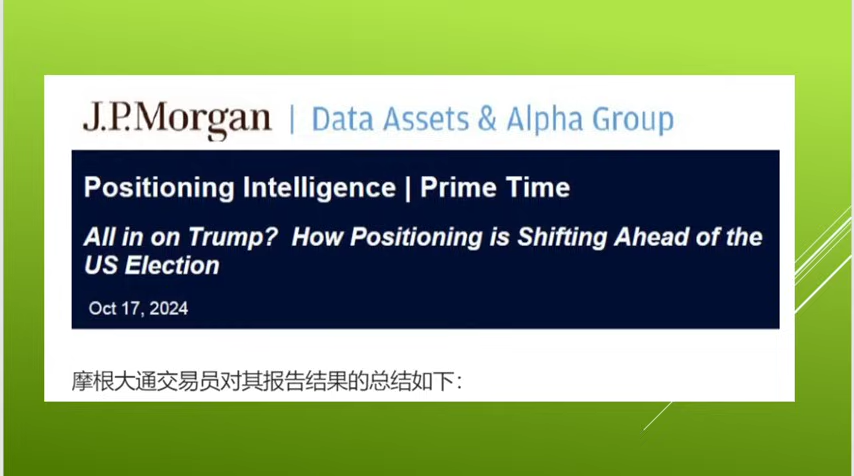 J.P.Morgan | Data Assets & Alpha Group
Positioning Intelligence | Prime Time
All in on Trump? How Positioning is Shifting Ahead of the
US Election
Oct 17, 2024
摩根大通交易员对其报告结果的总结如下：